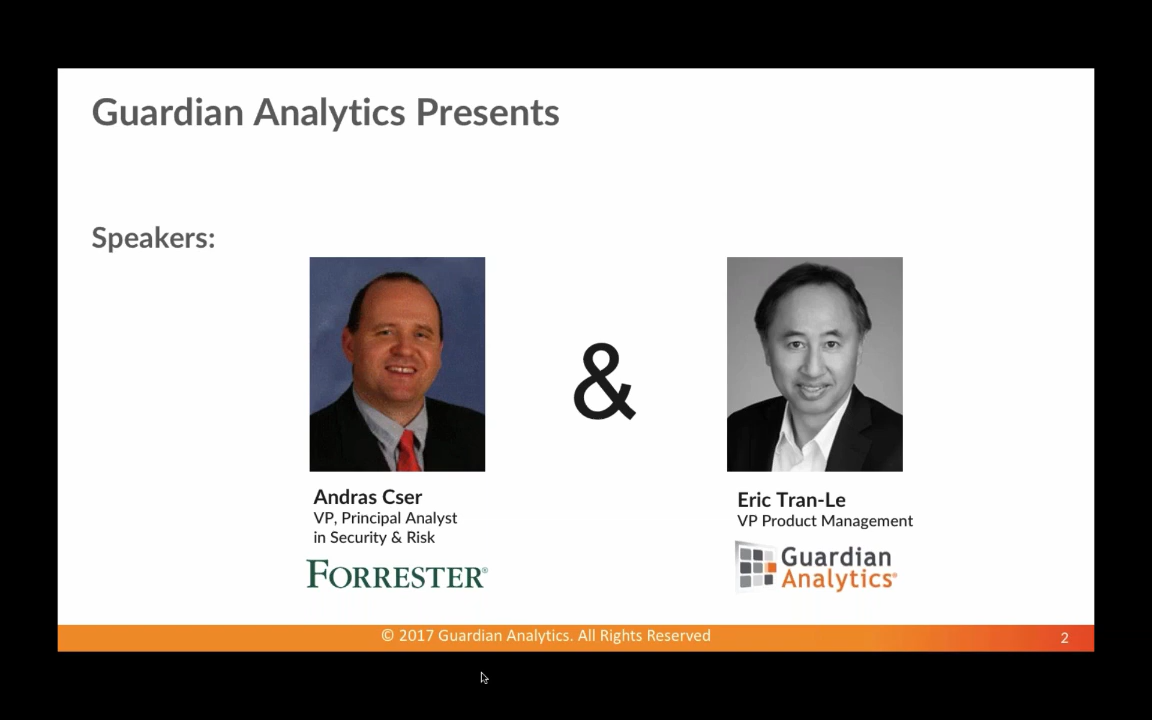 Guardian Analytics Presents
Speakers:
&
Andras Cser
VP, Principal Analyst
in Security & Risk
FORRESTER®
Eric Tran-Le
VP Product Management
Guardian
Analytics®
© 2017 Guardian Analytics. All Rights Reserved
2